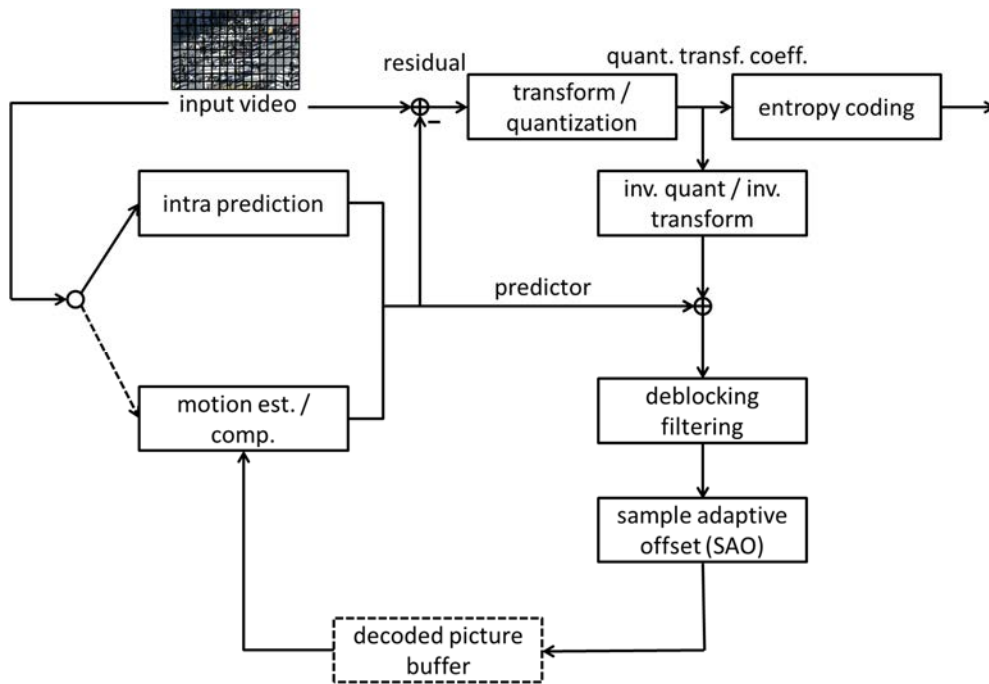 residual
quant. transf. coeff.
input video
transform /
quantization
entropy coding
intra prediction
inv. quant / inv.
transform
predictor
motion est. /
comp.
deblocking
filtering
sample adaptive
offset (SAO)
decoded picture
buffer